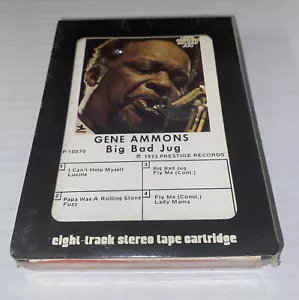 GENE AMMONS
Big Bad Jug
P-10070
© 1973 PRESTIGE RECORDS
1 I Can't Help Myself
Lucille
2 Papa Was A Rolling Stone
Fuzz
3 Big Bad Jug
Fly Me (Cont.)
4 Fly Me (Concl.)
Lady Mama
eight-track stereo tape cartridge